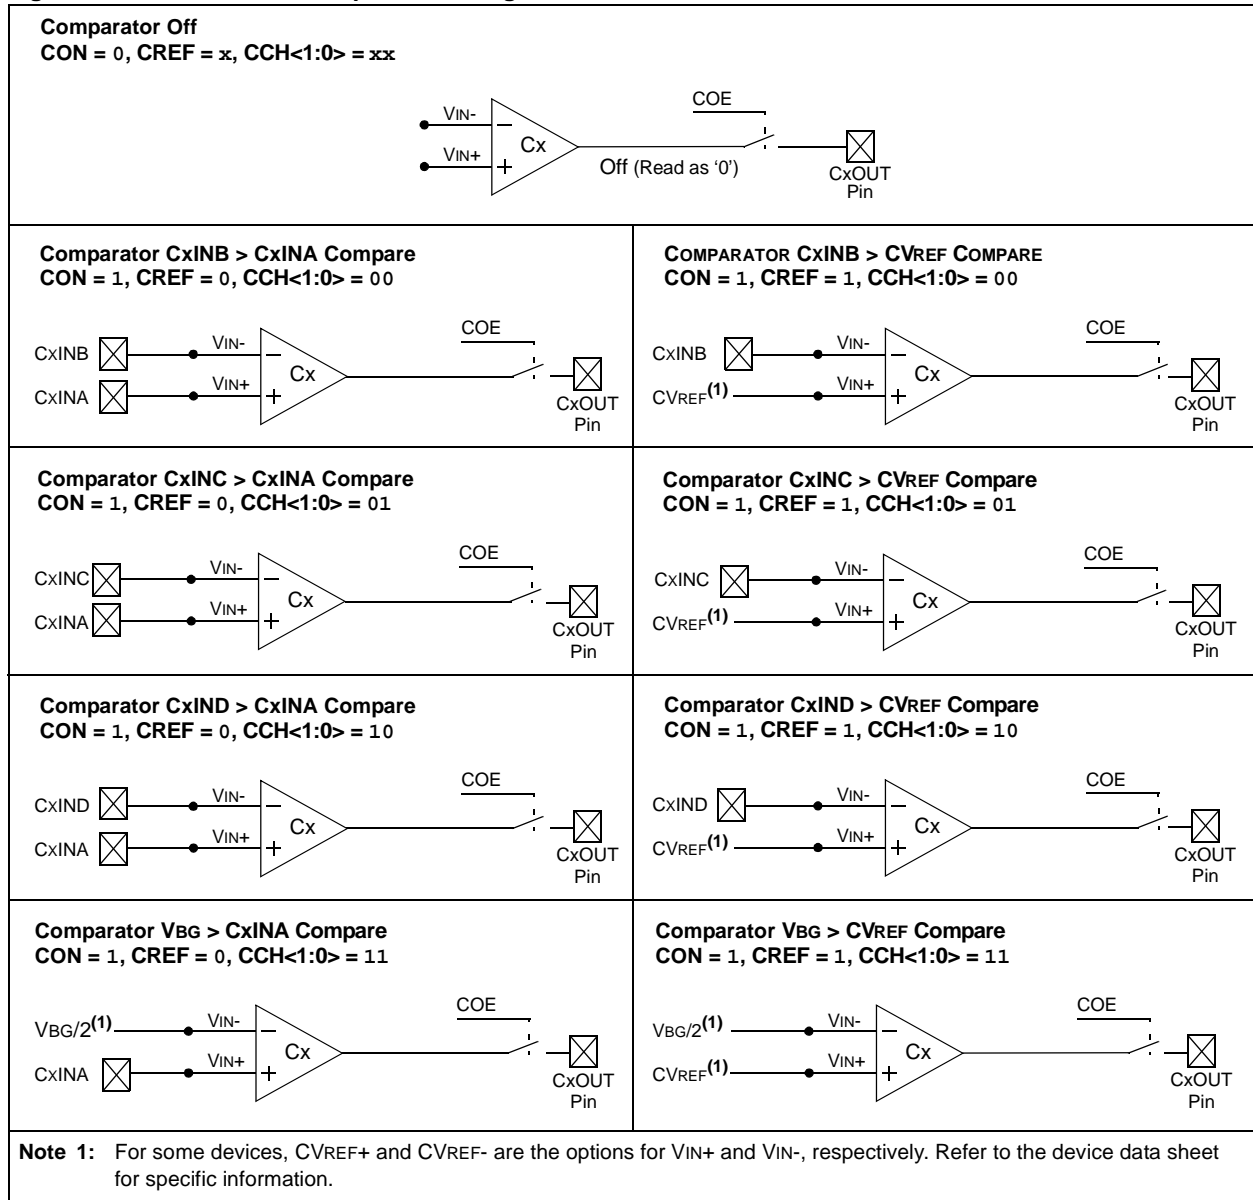 Comparator Off
CON = 0, CREF = x, CCH<1:0> = xx
COE
VIN-
Cx
VIN+
Off (Read as ‘0’)
CxOUT
Pin
Comparator CxINB > CxINA Compare
CON = 1, CREF = 0, CCH<1:0> = 00
COE
CXINB
VIN-
Cx
CXINA
VIN+
CxOUT
Pin
COMPARATOR CXINB > CVREF COMPARE
CON = 1, CREF = 1, CCH<1:0> = 00
COE
CXINB
VIN-
Cx
CVREF(1)
VIN+
CxOUT
Pin
Comparator CxINC > CxINA Compare
CON = 1, CREF = 0, CCH<1:0> = 01
COE
CXINC
VIN-
Cx
CXINA
VIN+
CxOUT
Pin
Comparator CxINC > CVREF Compare
CON = 1, CREF = 1, CCH<1:0> = 01
COE
CXINC
VIN-
Cx
CVREF(1)
VIN+
CxOUT
Pin
Comparator CxIND > CxINA Compare
CON = 1, CREF = 0, CCH<1:0> = 10
COE
CXIND
VIN-
Cx
CXINA
VIN+
CxOUT
Pin
Comparator CxIND > CVREF Compare
CON = 1, CREF = 1, CCH<1:0> = 10
COE
CXIND
VIN-
Cx
CVREF(1)
VIN+
CxOUT
Pin
Comparator VBG > CxINA Compare
CON = 1, CREF = 0, CCH<1:0> = 11
COE
VBG/2(1)
VIN-
Cx
CXINA
VIN+
CxOUT
Pin
Comparator VBG > CVREF Compare
CON = 1, CREF = 1, CCH<1:0> = 11
COE
VBG/2(1)
VIN-
Cx
CVREF(1)
VIN+
CxOUT
Pin
Note 1: For some devices, CVREF+ and CVREF- are the options for VIN+ and VIN-, respectively. Refer to the device data sheet
for specific information.